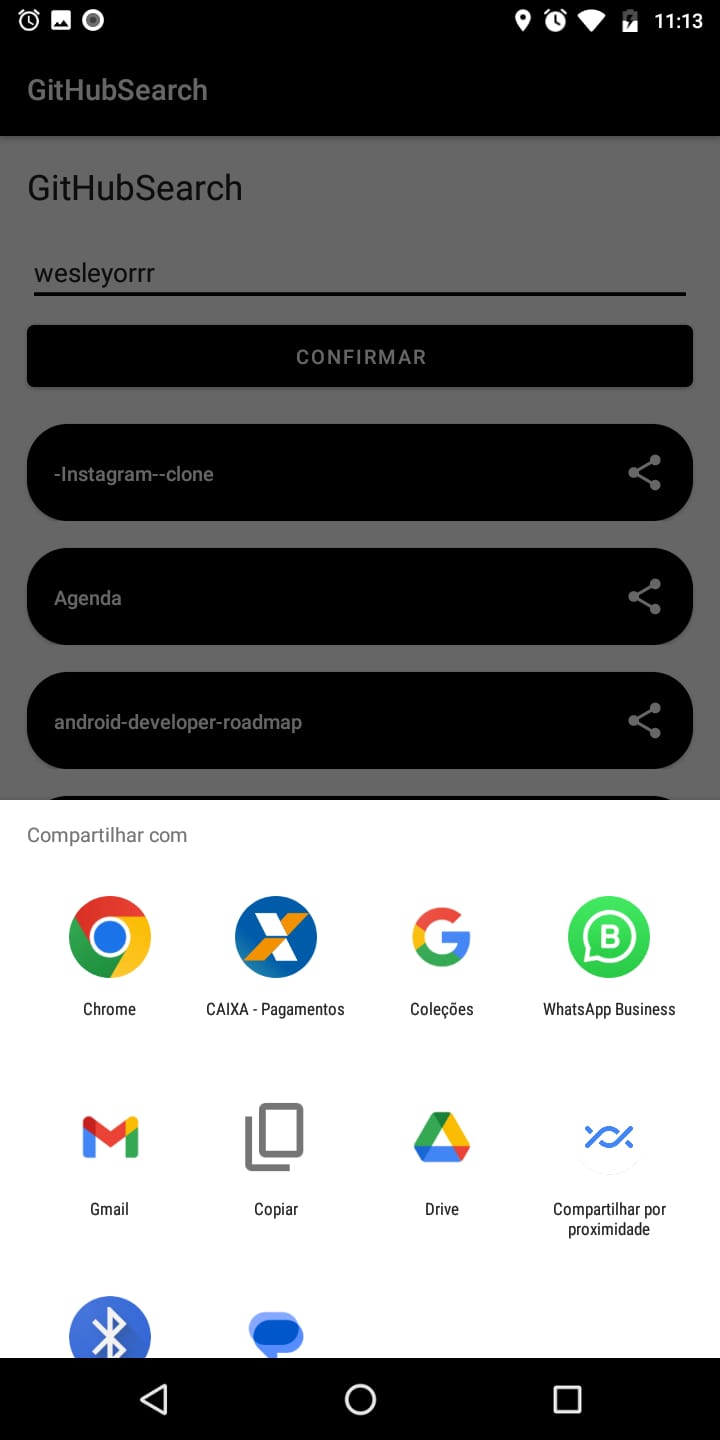 11:13
GitHubSearch
GitHubSearch
wesleyorrr
CONFIRMAR
-Instagram--clone
Agenda
android-developer-roadmap
Compartilhar com
Chrome
CAIXA - Pagamentos
Coleções
B
WhatsApp Business
Gmail
Copiar
Drive
Compartilhar por
proximidade